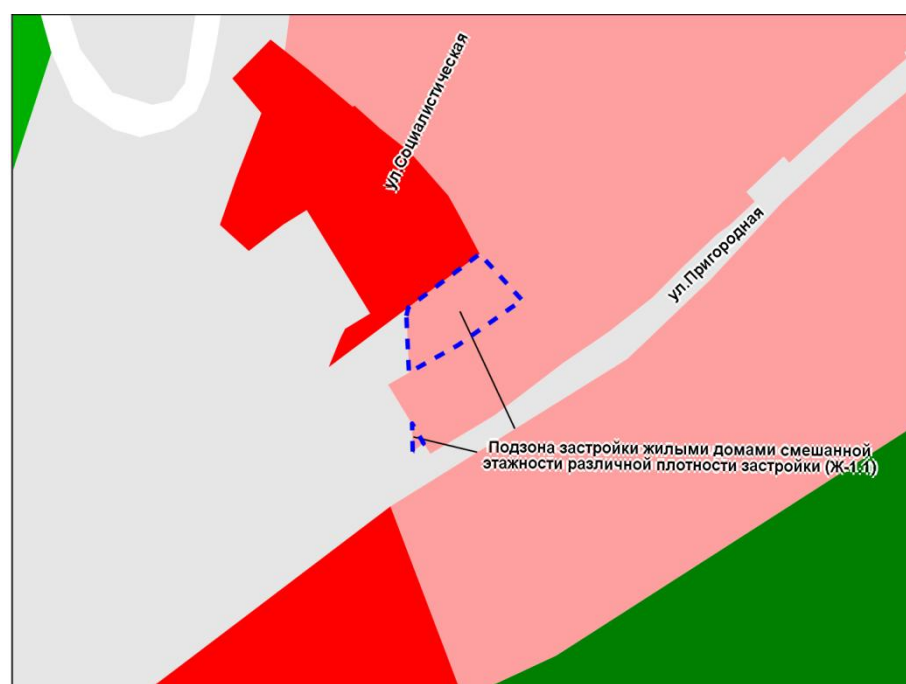 ул.Социалистическая
ул.Пригородная
Подзона застройки жилыми домами смешанной
этажности различной плотности застройки (Ж-1.1)